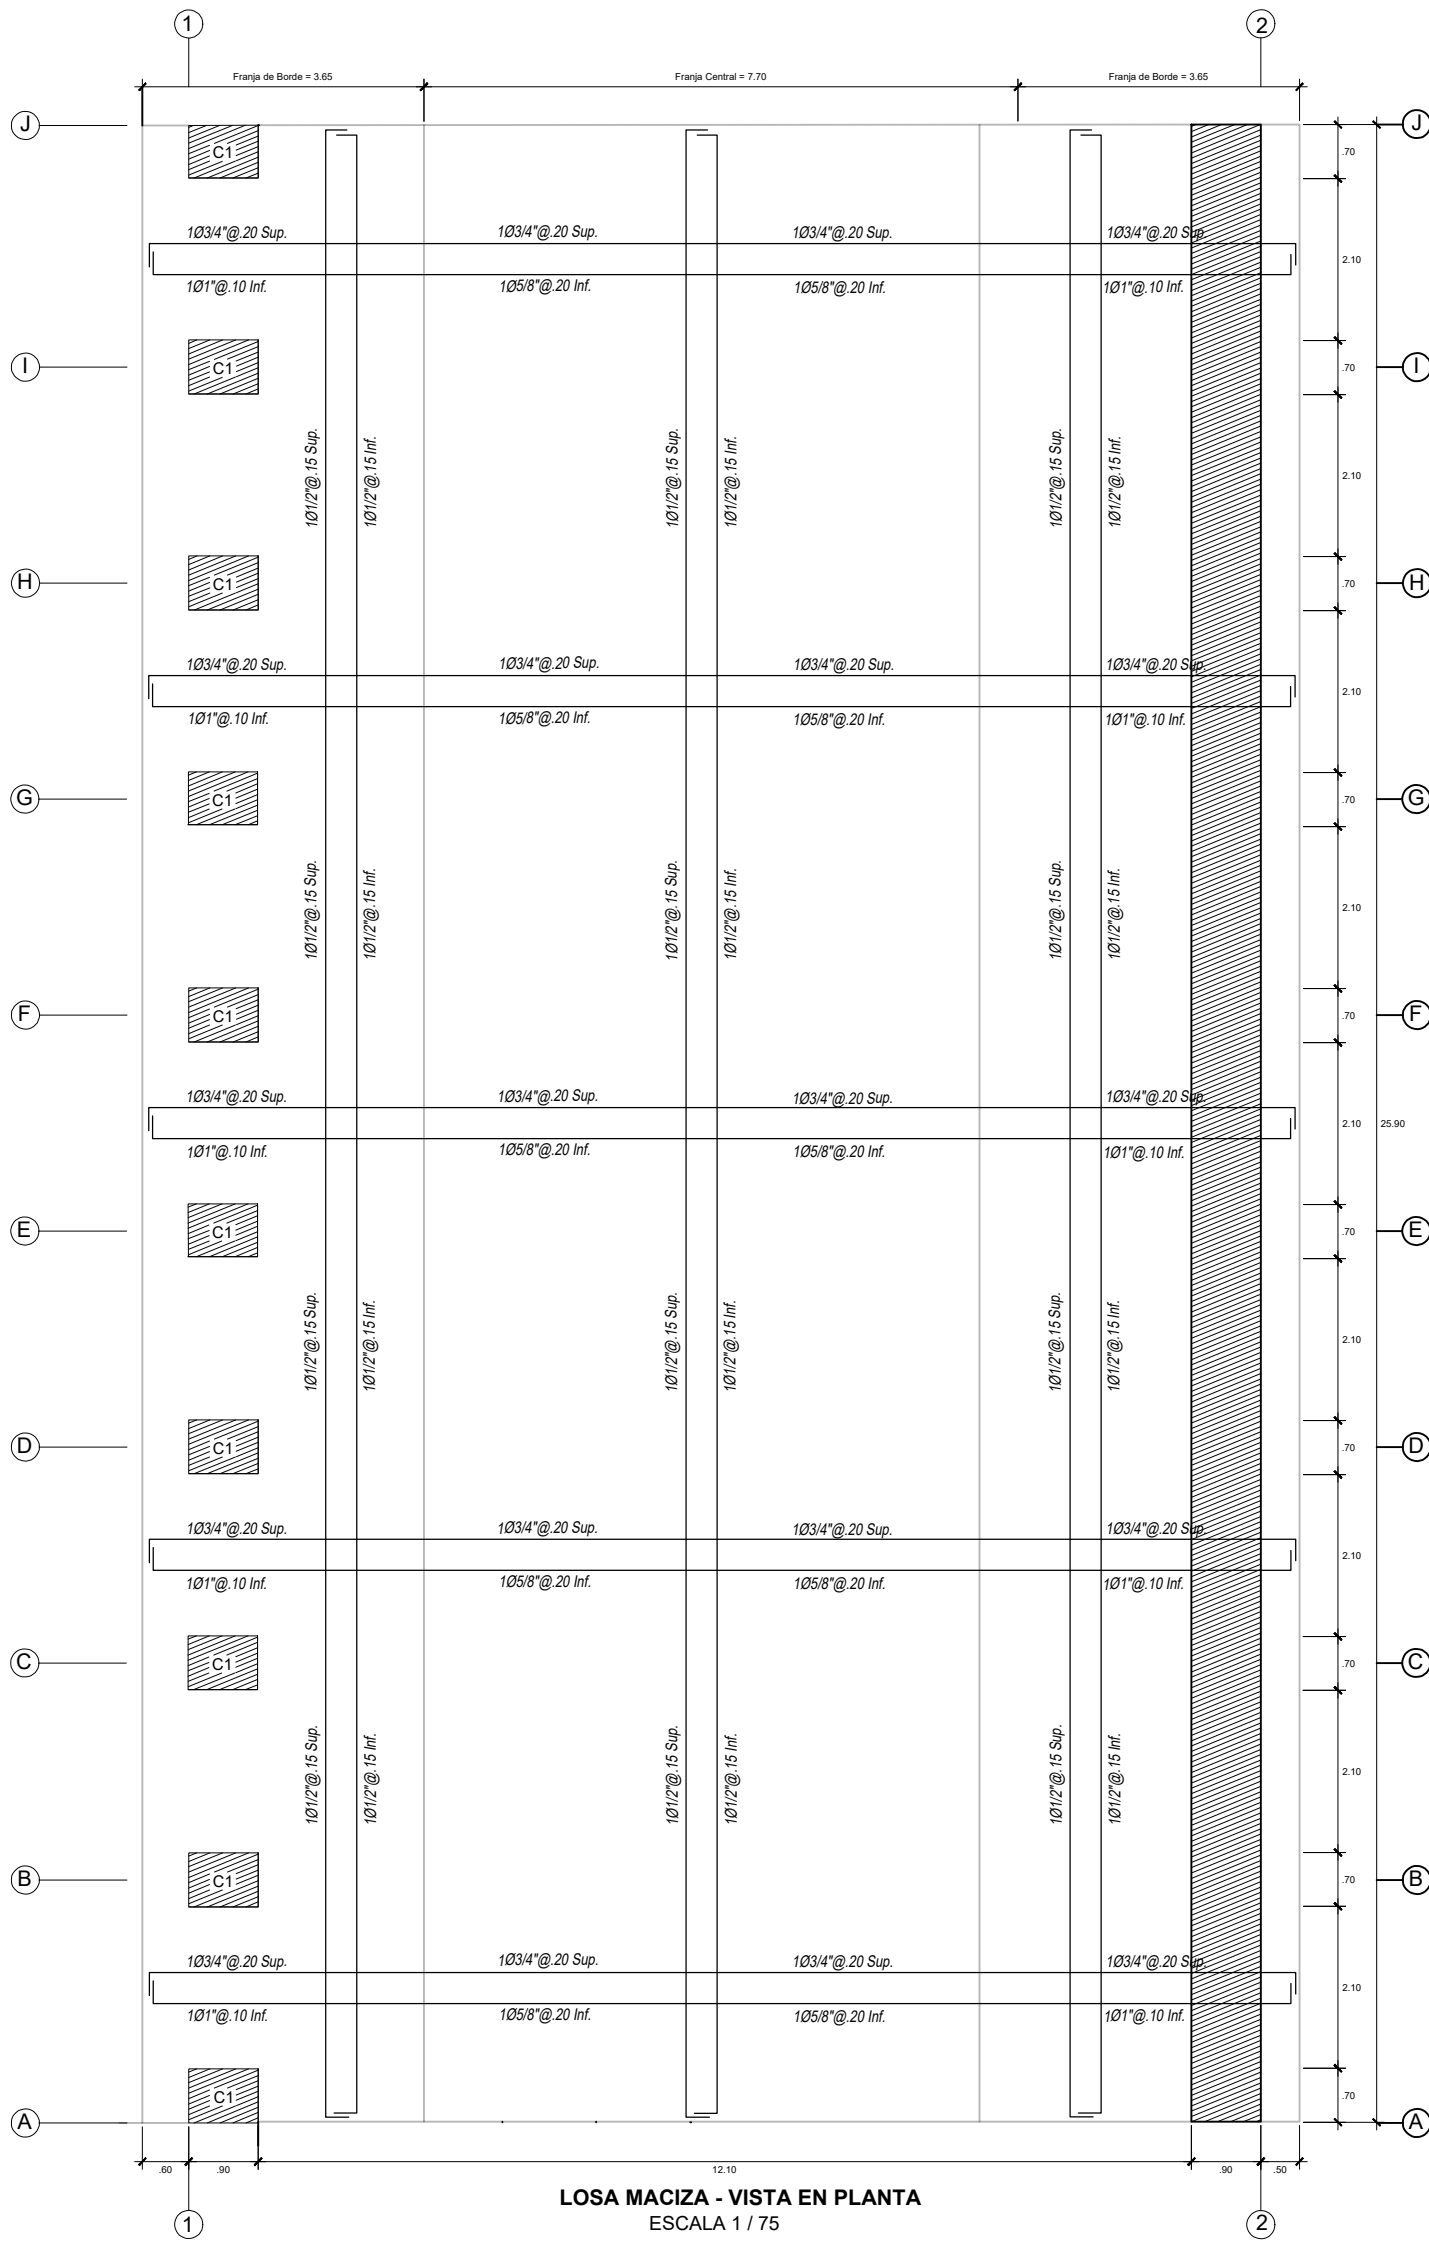 1 2
Franja de Borde = 3.65 Franja Central = 7.70 Franja de Borde = 3.65
J C1 J
.70
1Ø3/4"@.20 Sup. 1Ø3/4"@.20 Sup. 1Ø3/4"@.20 Sup. 1Ø3/4"@.20 Sup.
2.10
1Ø1"@.10 Inf. 1Ø5/8"@.20 Inf. 1Ø5/8"@.20 Inf. 1Ø1"@.10 Inf.
I C1 .70 I
1Ø1/2"@.15 Sup. 1Ø1/2"@.15 Inf. 1Ø1/2"@.15 Sup. 1Ø1/2"@.15 Inf. 1Ø1/2"@.15 Sup. 1Ø1/2"@.15 Inf.
2.10
H C1 .70 H
1Ø3/4"@.20 Sup. 1Ø3/4"@.20 Sup. 1Ø3/4"@.20 Sup. 1Ø3/4"@.20 Sup.
2.10
1Ø1"@.10 Inf. 1Ø5/8"@.20 Inf. 1Ø5/8"@.20 Inf. 1Ø1"@.10 Inf.
G C1 .70 G
1Ø1/2"@.15 Sup. 1Ø1/2"@.15 Inf. 1Ø1/2"@.15 Sup. 1Ø1/2"@.15 Inf. 1Ø1/2"@.15 Sup. 1Ø1/2"@.15 Inf.
2.10
F C1 .70 F
1Ø3/4"@.20 Sup. 1Ø3/4"@.20 Sup. 1Ø3/4"@.20 Sup. 1Ø3/4"@.20 Sup.
2.10 25.90
1Ø1"@.10 Inf. 1Ø5/8"@.20 Inf. 1Ø5/8"@.20 Inf. 1Ø1"@.10 Inf.
E C1 .70 E
1Ø1/2"@.15 Sup. 1Ø1/2"@.15 Inf. 1Ø1/2"@.15 Sup. 1Ø1/2"@.15 Inf. 1Ø1/2"@.15 Sup. 1Ø1/2"@.15 Inf.
2.10
D C1 .70 D
1Ø3/4"@.20 Sup. 1Ø3/4"@.20 Sup. 1Ø3/4"@.20 Sup. 1Ø3/4"@.20 Sup.
2.10
1Ø1"@.10 Inf. 1Ø5/8"@.20 Inf. 1Ø5/8"@.20 Inf. 1Ø1"@.10 Inf.
C C1 .70 C
1Ø1/2"@.15 Sup. 1Ø1/2"@.15 Inf. 1Ø1/2"@.15 Sup. 1Ø1/2"@.15 Inf. 1Ø1/2"@.15 Sup. 1Ø1/2"@.15 Inf.
2.10
B C1 .70 B
1Ø3/4"@.20 Sup. 1Ø3/4"@.20 Sup. 1Ø3/4"@.20 Sup. 1Ø3/4"@.20 Sup.
2.10
1Ø1"@.10 Inf. 1Ø5/8"@.20 Inf. 1Ø5/8"@.20 Inf. 1Ø1"@.10 Inf.
C1 .70
A A
.60 .90 12.10 .90 .50
LOSA MACIZA - VISTA EN PLANTA
ESCALA 1 / 75
1 2